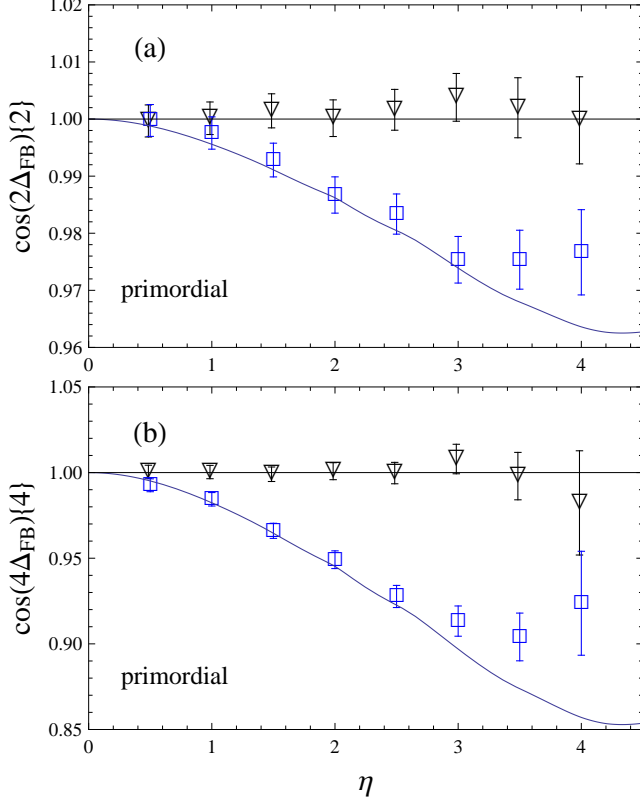 1.02
1.01
1.00
0.99
0.98
0.97
0.96
cos(2Δ_FB){2}
(a)
primordial
0 1 2 3 4
1.05
1.00
0.95
0.90
0.85
cos(4Δ_FB){4}
(b)
primordial
0 1 2 3 4
η